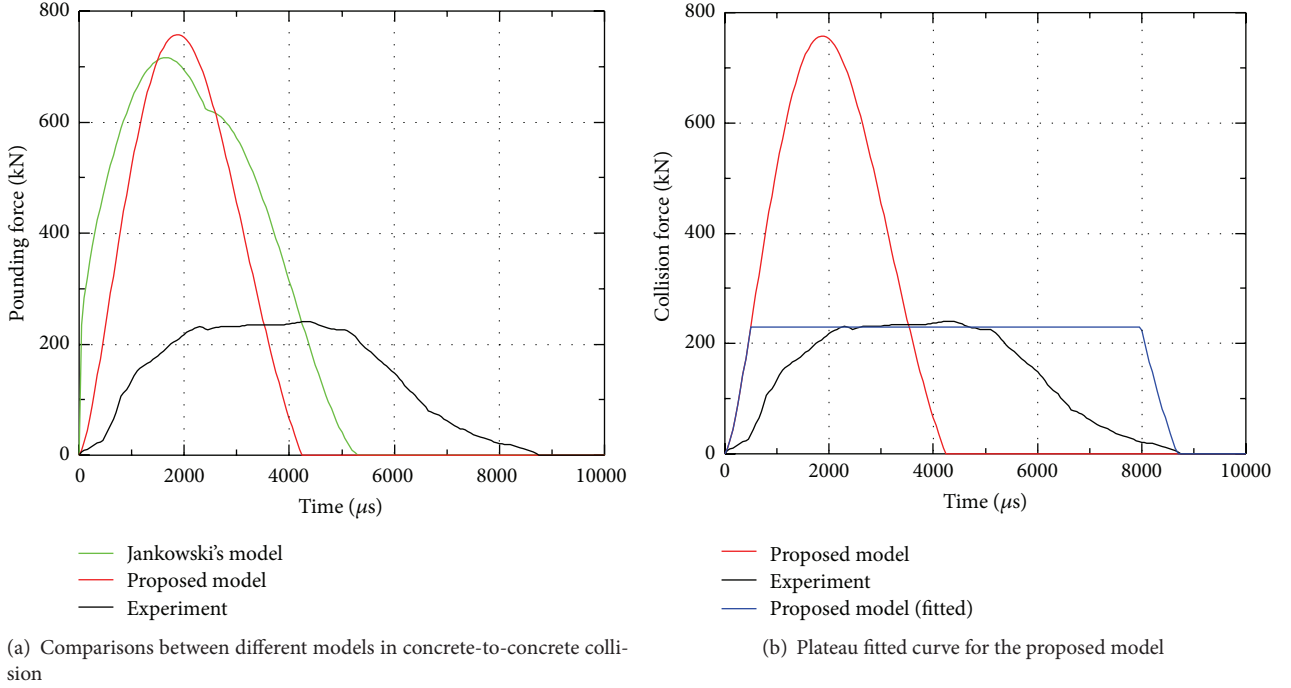 800
600
400
200
0
Pounding force (kN)
0
2000
4000
6000
8000
10000
Time (μs)
Jankowski's model
Proposed model
Experiment
(a) Comparisons between different models in concrete-to-concrete colli-
sion
800
600
400
200
0
Collision force (kN)
0
2000
4000
6000
8000
10000
Time (μs)
Proposed model
Experiment
Proposed model (fitted)
(b) Plateau fitted curve for the proposed model